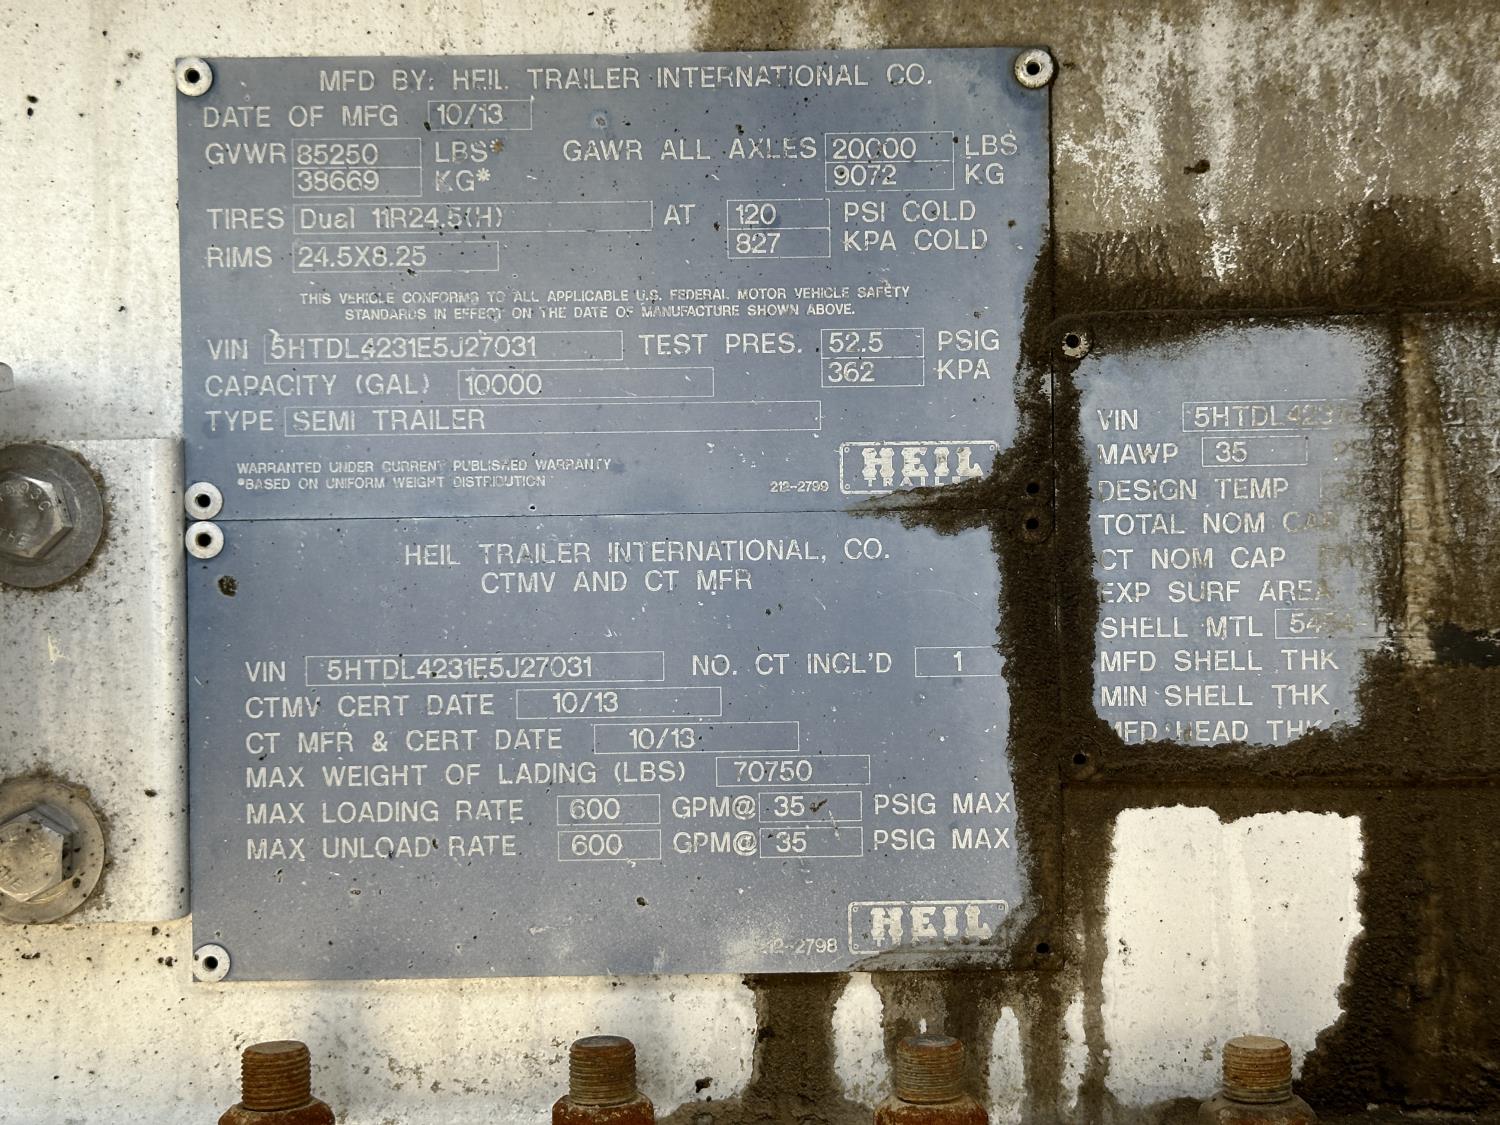 MFD BY: HEIL TRAILER INTERNATIONAL CO.
DATE OF MFG 10/13
GVWR 85250 LBS* GAWR ALL AXLES 20000 LBS
38669 KG* 9072 KG
TIRES Dual 11R24.5(H) AT 120 PSI COLD
827 KPA COLD
RIMS 24.5X8.25
THIS VEHICLE CONFORMS TO ALL APPLICABLE U.S. FEDERAL MOTOR VEHICLE SAFETY
STANDARDS IN EFFECT ON THE DATE OF MANUFACTURE SHOWN ABOVE.
VIN 5HTDL4231E5J27031 TEST PRES. 52.5 PSIG
362 KPA
CAPACITY (GAL) 10000
TYPE SEMI TRAILER
WARRANTED UNDER CURRENT PUBLISHED WARRANTY
*BASED ON UNIFORM WEIGHT DISTRIBUTION
212-2799
HEIL
TRAILER
HEIL TRAILER INTERNATIONAL, CO.
CTMV AND CT MFR
VIN 5HTDL4231E5J27031 NO. CT INCL'D 1
CTMV CERT DATE 10/13
CT MFR & CERT DATE 10/13
MAX WEIGHT OF LADING (LBS) 70750
MAX LOADING RATE 600 GPM@ 35 PSIG MAX
MAX UNLOAD RATE 600 GPM@ 35 PSIG MAX
212-2798
HEIL
VIN 5HTDL423
MAWP 35
DESIGN TEMP
TOTAL NOM CAP
CT NOM CAP
EXP SURF AREA
SHELL MTL
MFD SHELL THK
MIN SHELL THK
MFD HEAD THK